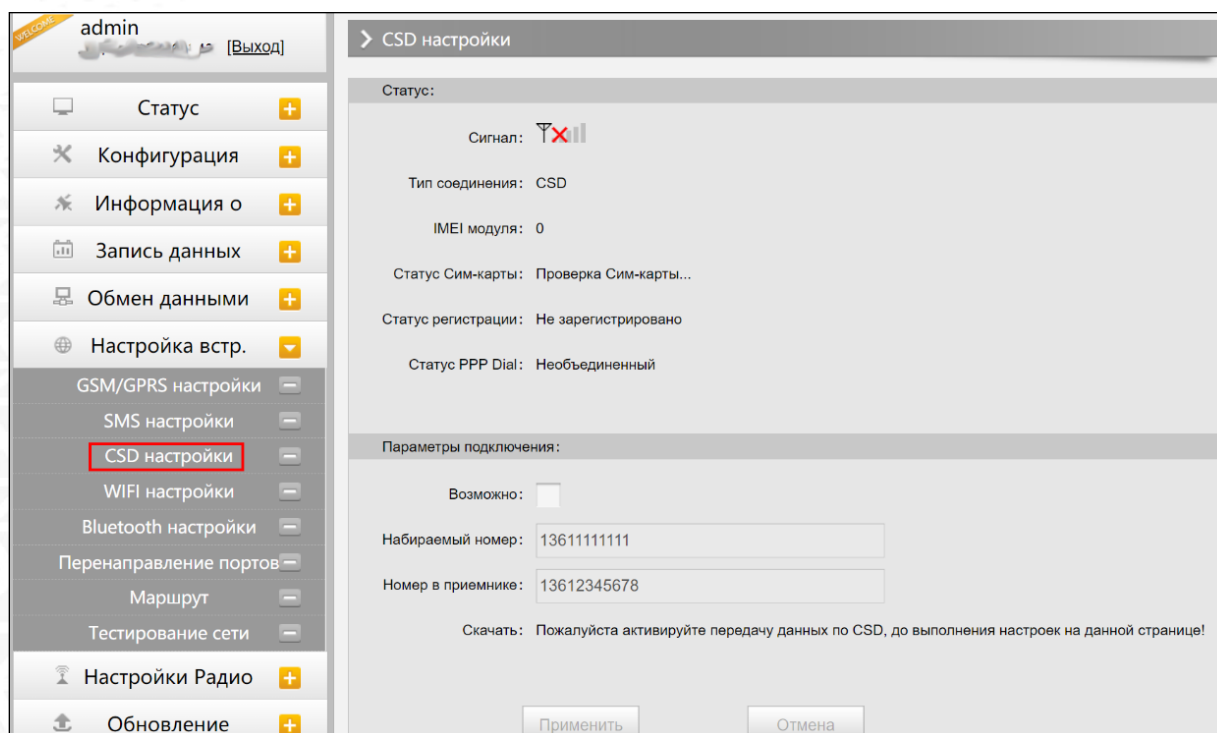 WELCOME
admin
[Выход]
Статус
Конфигурация
Информация о
Запись данных
Обмен данными
Настройка встр.
GSM/GPRS настройки
SMS настройки
CSD настройки
WIFI настройки
Bluetooth настройки
Перенаправление портов
Маршрут
Тестирование сети
Настройки Радио
Обновление
CSD настройки
Статус:
Сигнал:
Тип соединения: CSD
IMEI модуля: 0
Статус Сим-карты: Проверка Сим-карты...
Статус регистрации: Не зарегистрировано
Статус PPP Dial: Необъединенный
Параметры подключения:
Возможно:
Набираемый номер: 13611111111
Номер в приемнике: 13612345678
Скачать: Пожалуйста активируйте передачу данных по CSD, до выполнения настроек на данной странице!
Применить Отмена